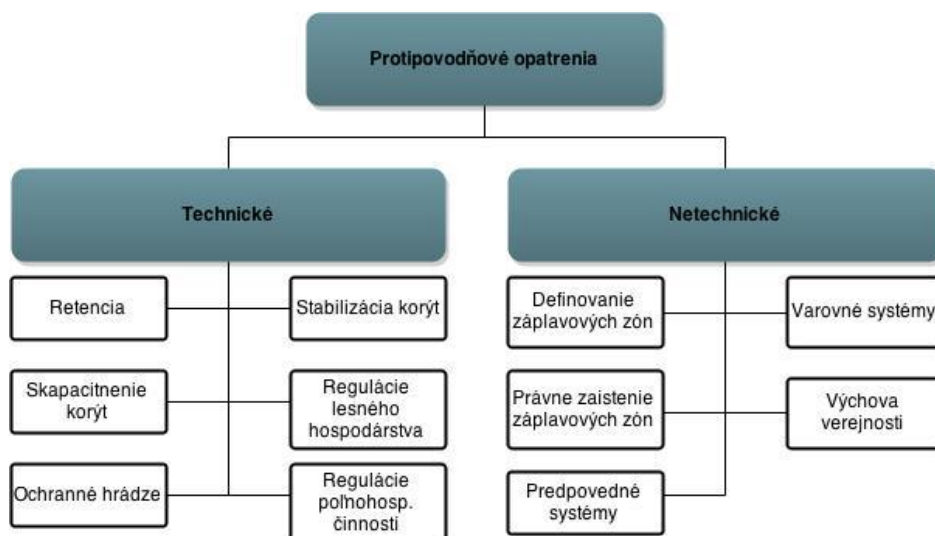 Protipovodňové opatrenia
Technické
Netechnické
Retencia
Stabilizácia korýt
Skapacitnenie
korýt
Regulácie
lesného
hospodárstva
Ochranné hrádze
Regulácie
poľnohosp.
činnosti
Definovanie
záplavových zón
Varovné systémy
Právne zaistenie
záplavových zón
Výchova
verejnosti
Predpovedné
systémy